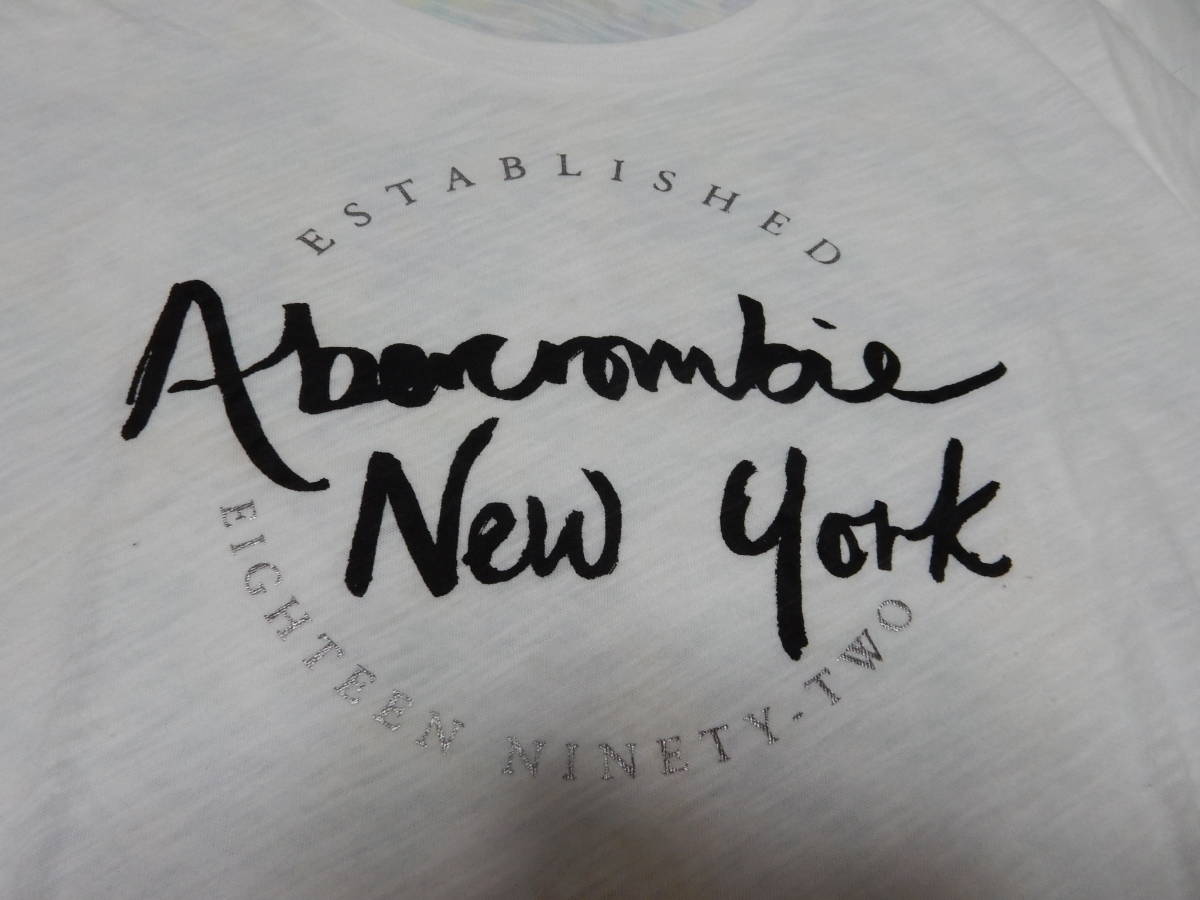 ESTABLISHED
Abercrombie
New York
EIGHTEEN NINETY-TWO